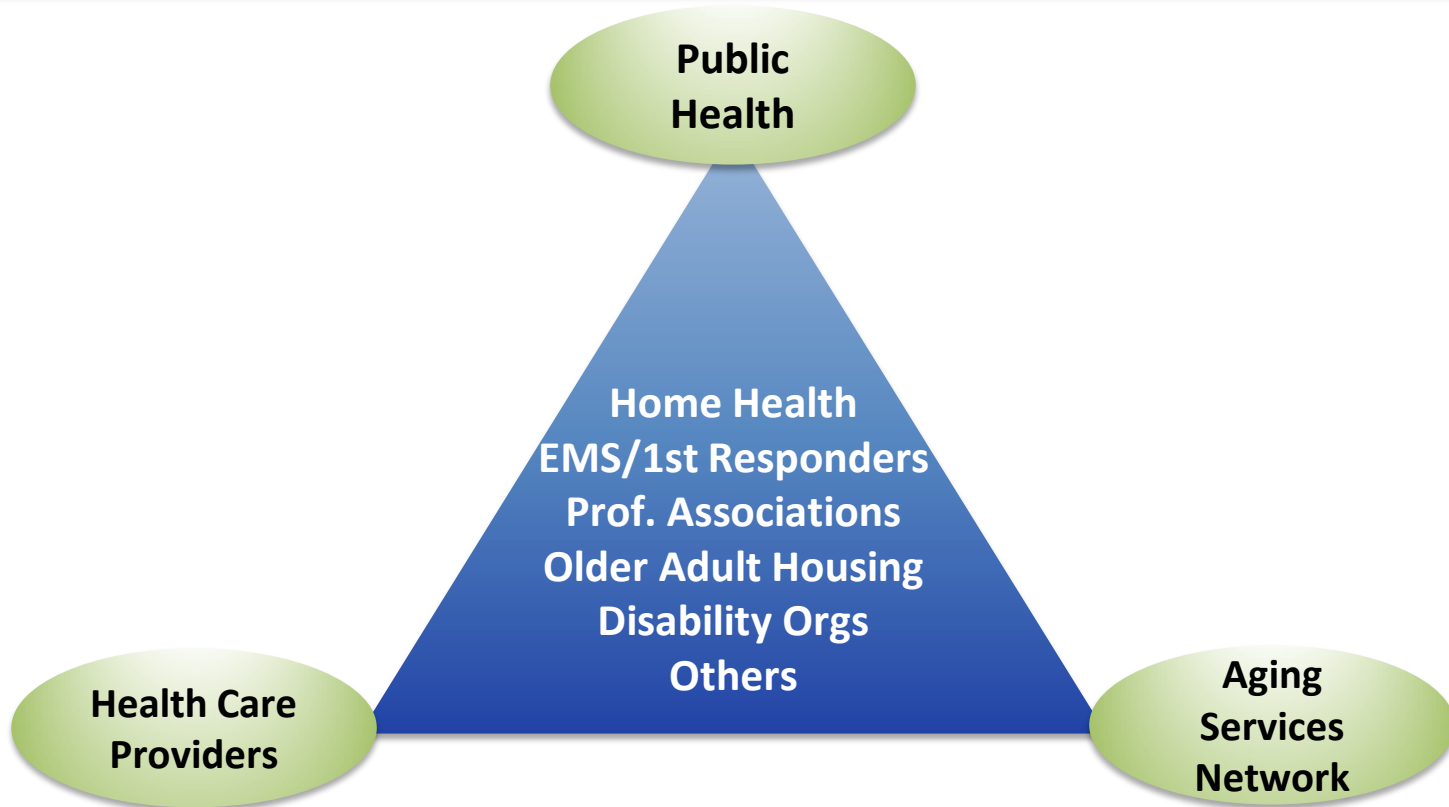 Public
Health
Home Health
EMS/1st Responders
Prof. Associations
Older Adult Housing
Disability Orgs
Others
Health Care
Providers
Aging
Services
Network